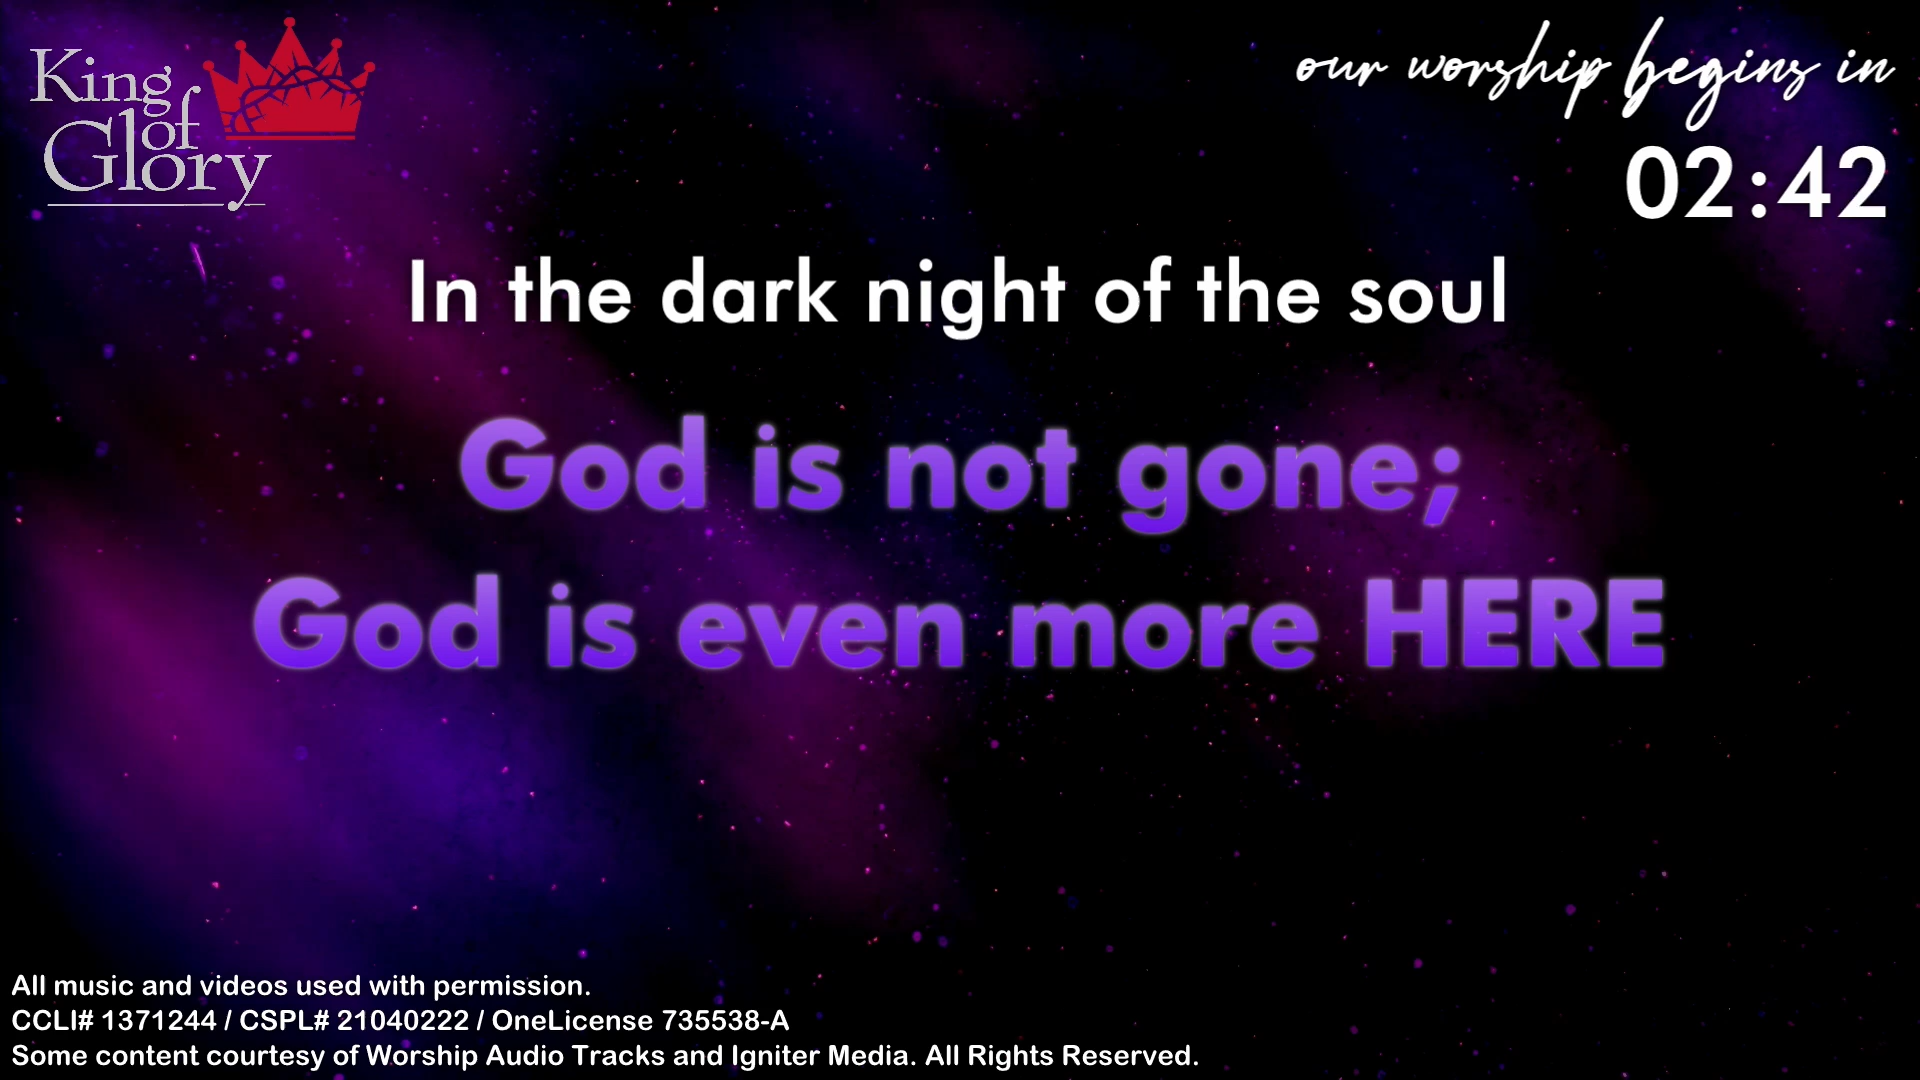 King
of
Glory
our worship begins in
02:42
In the dark night of the soul
God is not gone;
God is even more HERE
All music and videos used with permission.
CCLI# 1371244 / CSPL# 21040222 / OneLicense 735538-A
Some content courtesy of Worship Audio Tracks and Igniter Media. All Rights Reserved.